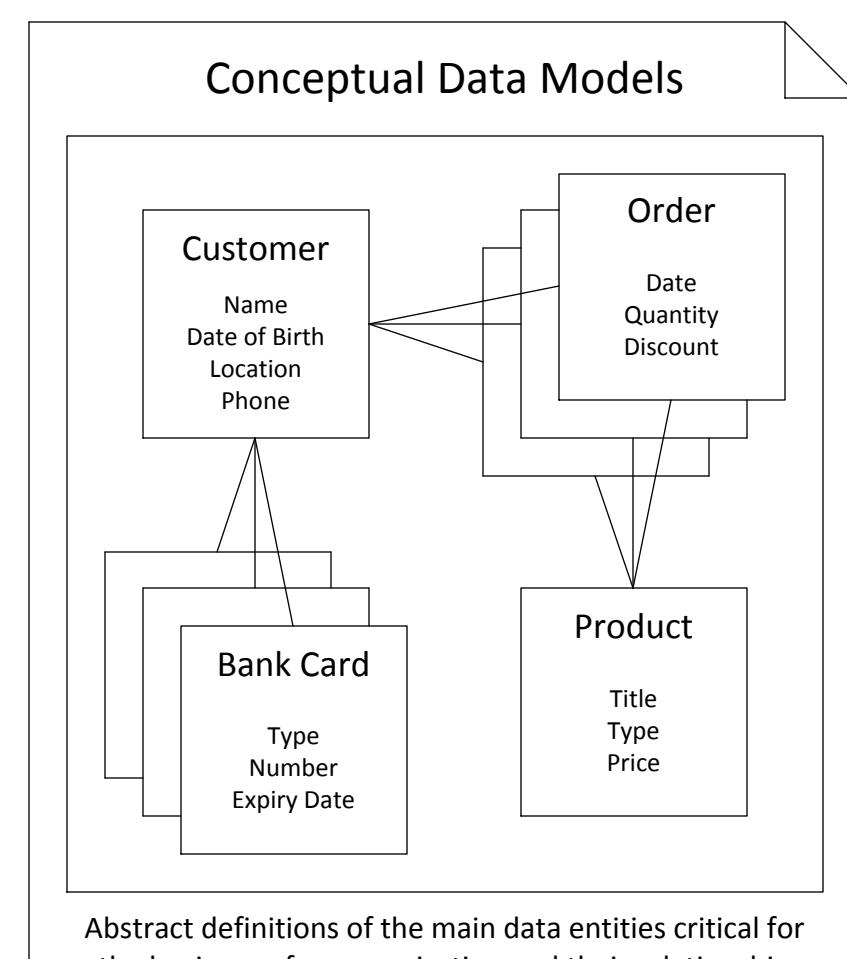 Conceptual Data Models
Customer
Name
Date of Birth
Location
Phone
Order
Date
Quantity
Discount
Bank Card
Type
Number
Expiry Date
Product
Title
Type
Price
Abstract definitions of the main data entities critical for